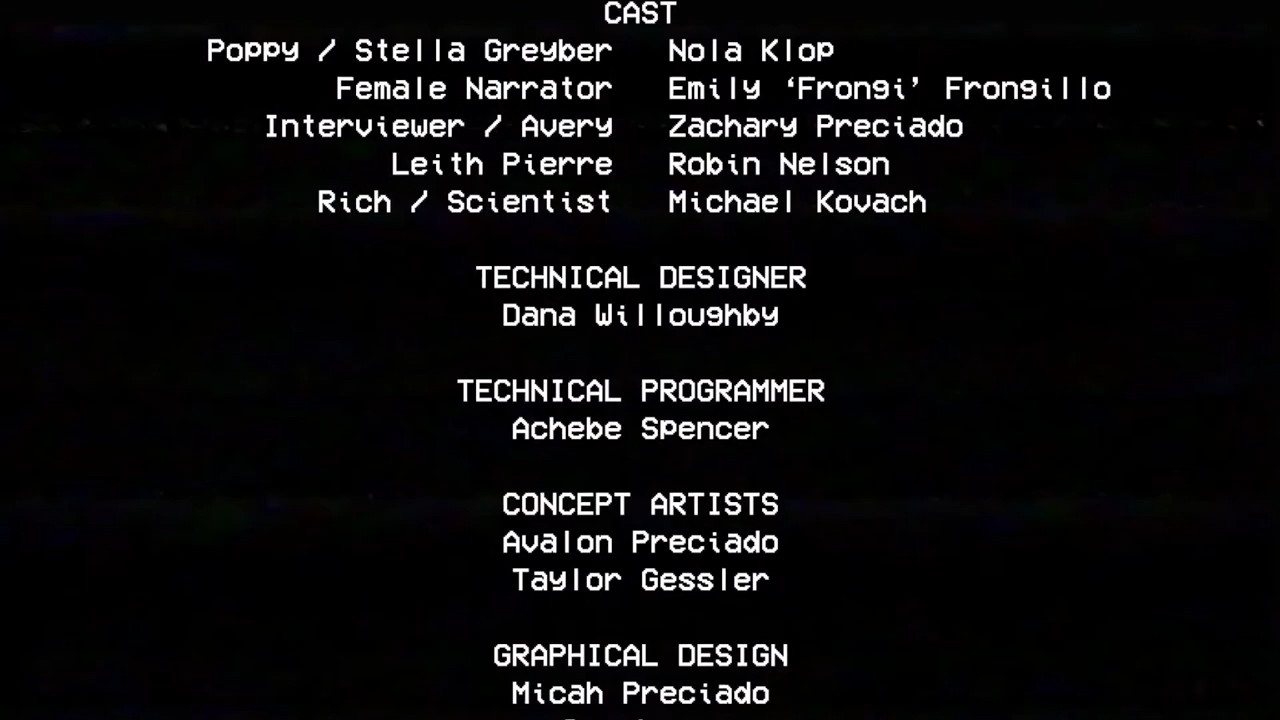 CAST
Poppy / Stella Greyber Nola Klop
Female Narrator Emily ‘Frongi’ Frongillo
Interviewer / Avery Zachary Preciado
Leith Pierre Robin Nelson
Rich / Scientist Michael Kovach
TECHNICAL DESIGNER
Dana Willoughby
TECHNICAL PROGRAMMER
Achebe Spencer
CONCEPT ARTISTS
Avalon Preciado
Taylor Gessler
GRAPHICAL DESIGN
Micah Preciado